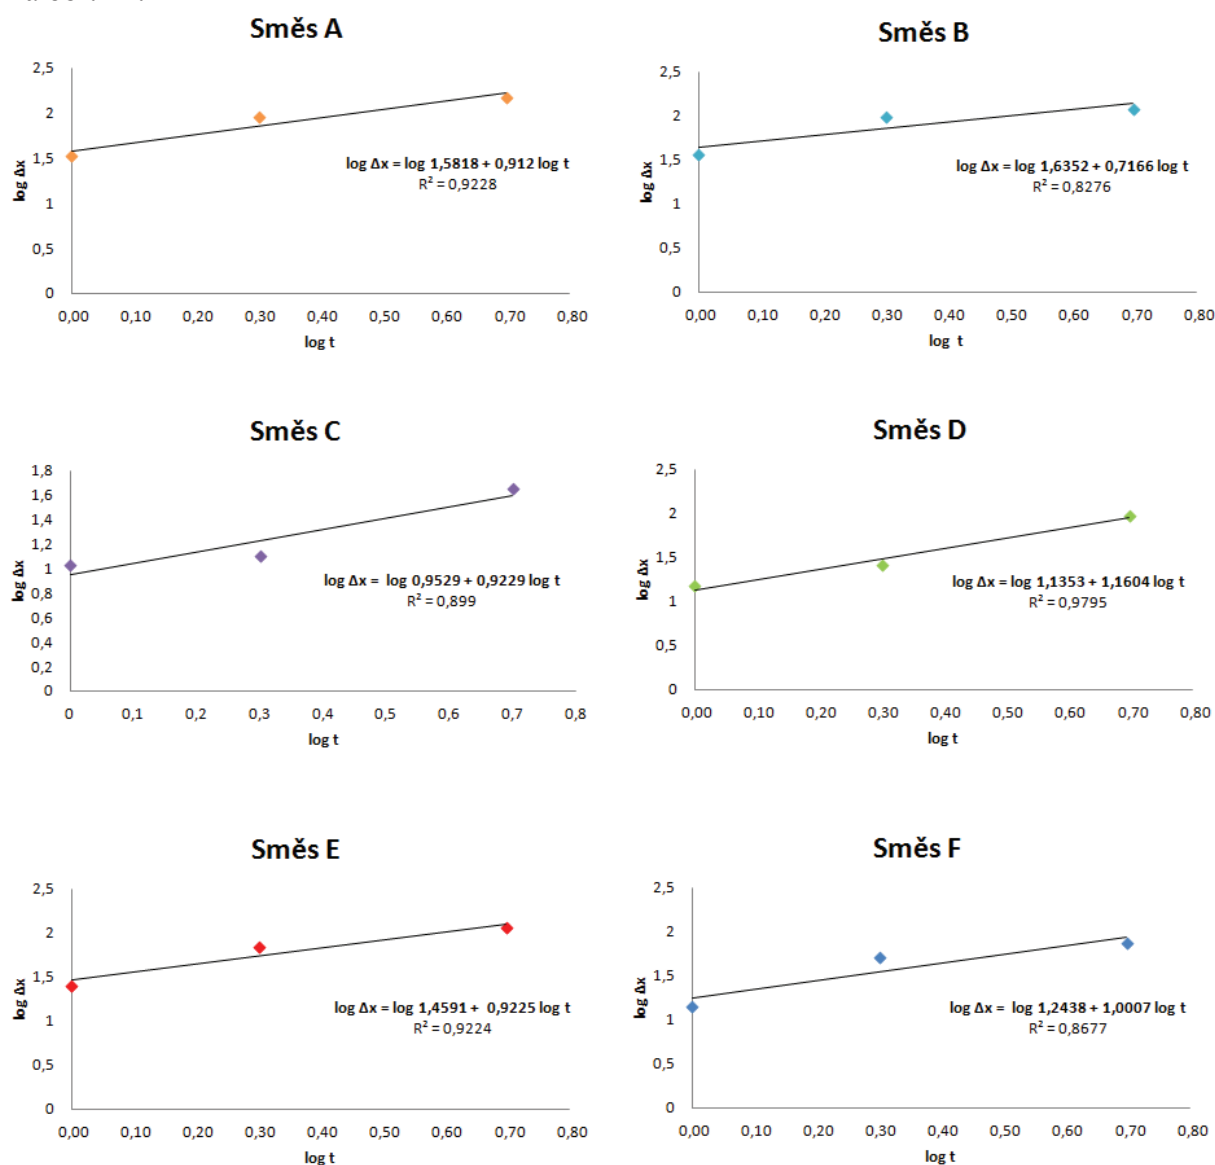 Směs A
2,5
2
1,5
1
0,5
0
log Δx
log Δx = log 1,5818 + 0,912 log t
R² = 0,9228
0,00 0,10 0,20 0,30 0,40 0,50 0,60 0,70 0,80
log t
Směs B
2,5
2
1,5
1
0,5
0
log Δx
log Δx = log 1,6352 + 0,7166 log t
R² = 0,8276
0,00 0,10 0,20 0,30 0,40 0,50 0,60 0,70 0,80
log t
Směs C
1,8
1,6
1,4
1,2
1
0,8
0,6
0,4
0,2
0
log Δx
log Δx = log 0,9529 + 0,9229 log t
R² = 0,899
0 0,1 0,2 0,3 0,4 0,5 0,6 0,7 0,8
log t
Směs D
2,5
2
1,5
1
0,5
0
log Δx
log Δx = log 1,1353 + 1,1604 log t
R² = 0,9795
0,00 0,10 0,20 0,30 0,40 0,50 0,60 0,70 0,80
log t
Směs E
2,5
2
1,5
1
0,5
0
log Δx
log Δx = log 1,4591 + 0,9225 log t
R² = 0,9224
0,00 0,10 0,20 0,30 0,40 0,50 0,60 0,70 0,80
log t
Směs F
2,5
2
1,5
1
0,5
0
log Δx
log Δx = log 1,2438 + 1,0007 log t
R² = 0,8677
0,00 0,10 0,20 0,30 0,40 0,50 0,60 0,70 0,80
log t